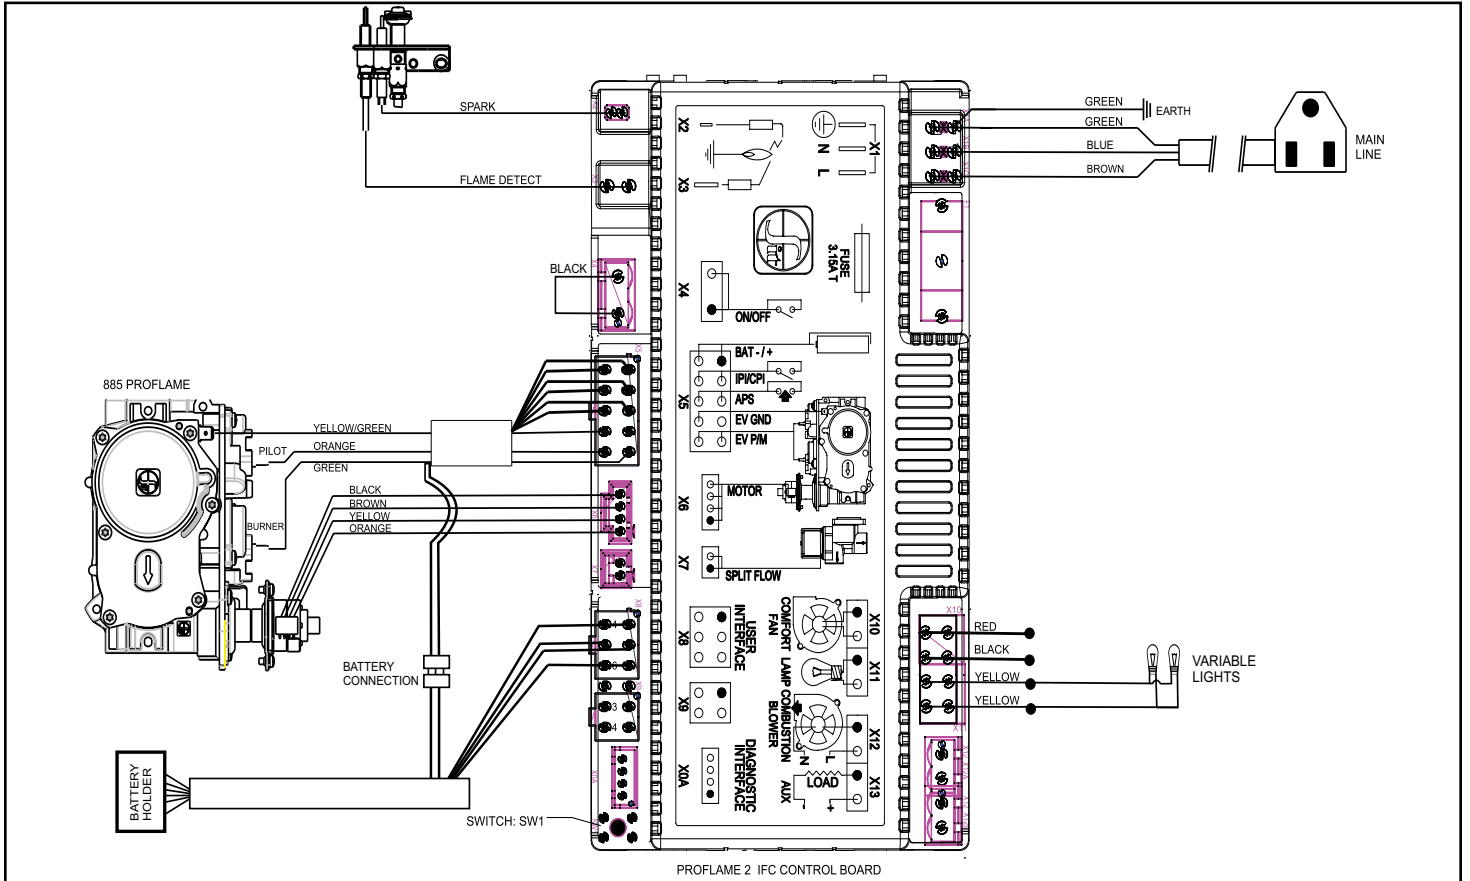 SPARK
FLAME DETECT
BLACK
885 PROFLAME
YELLOW/GREEN
PILOT
ORANGE
GREEN
BLACK
BROWN
YELLOW
ORANGE
BURNER
BATTERY
CONNECTION
BATTERY
HOLDER
SWITCH: SW1
X2
X3
X1
N
L
FUSE
3.15A T
X4
ON/OFF
X5
BAT - / +
IPI/CPI
APS
EV GND
EV P/M
X6
MOTOR
X7
SPLIT FLOW
X8
USER
INTERFACE
X9
X0A
DIAGNOSTIC
INTERFACE
COMFORT
FAN
X10
LAMP
X11
COMBUSTION
BLOWER
N
L
X12
AUX
LOAD
- +
X13
GREEN
EARTH
GREEN
BLUE
BROWN
MAIN
LINE
X10
RED
BLACK
YELLOW
YELLOW
VARIABLE
LIGHTS
PROFLAME 2 IFC CONTROL BOARD